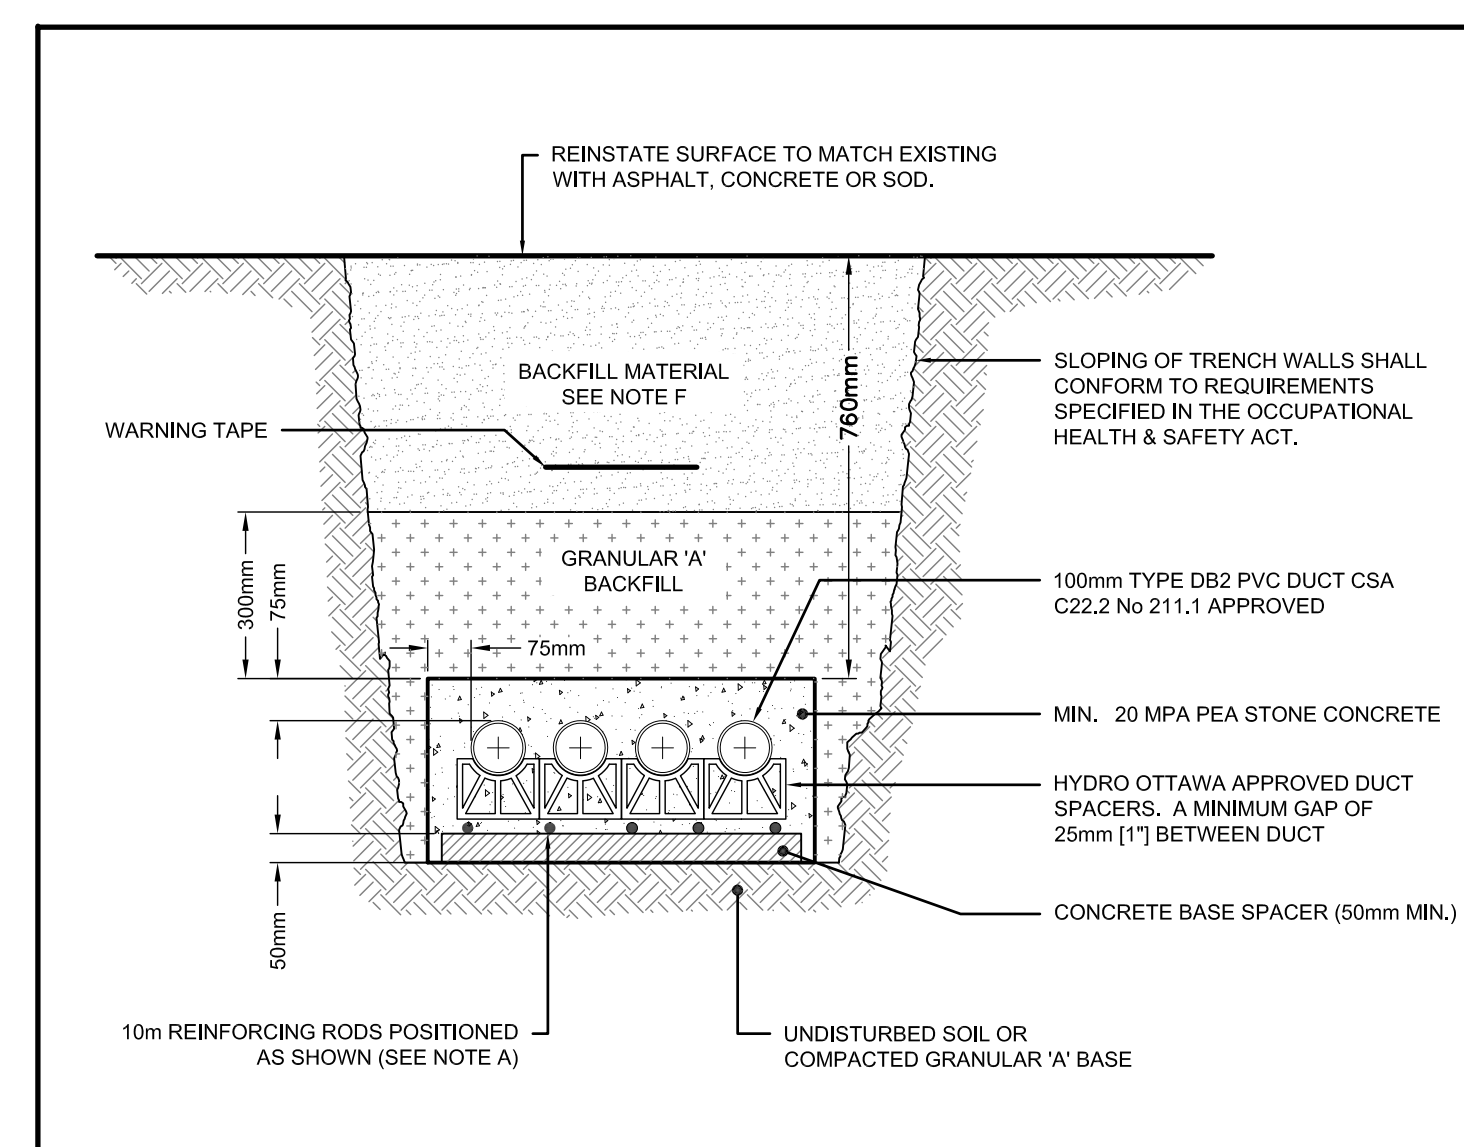 REINSTATE SURFACE TO MATCH EXISTING
WITH ASPHALT, CONCRETE OR SOD.
BACKFILL MATERIAL
SEE NOTE F
WARNING TAPE
760mm
SLOPING OF TRENCH WALLS SHALL
CONFORM TO REQUIREMENTS
SPECIFIED IN THE OCCUPATIONAL
HEALTH & SAFETY ACT.
GRANULAR 'A'
BACKFILL
300mm
75mm
75mm
100mm TYPE DB2 PVC DUCT CSA
C22.2 No 211.1 APPROVED
MIN. 20 MPA PEA STONE CONCRETE
HYDRO OTTAWA APPROVED DUCT
SPACERS. A MINIMUM GAP OF
25mm [1"] BETWEEN DUCT
CONCRETE BASE SPACER (50mm MIN.)
50mm
10m REINFORCING RODS POSITIONED
AS SHOWN (SEE NOTE A)
UNDISTURBED SOIL OR
COMPACTED GRANULAR 'A' BASE